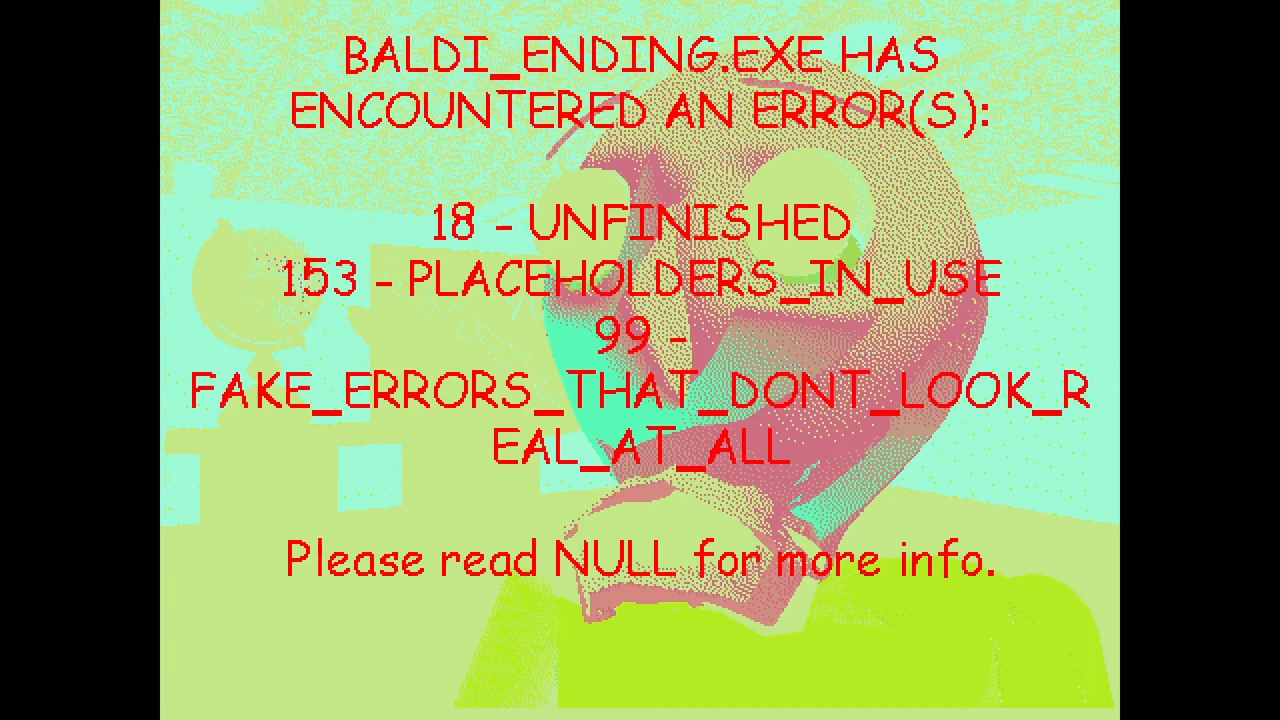 BALDI_ENDING.EXE HAS
ENCOUNTERED AN ERROR(S):
18 - UNFINISHED
153 - PLACEHOLDERS_IN_USE
99 -
FAKE_ERRORS_THAT_DONT_LOOK_R
EAL_AT_ALL
Please read NULL for more info.